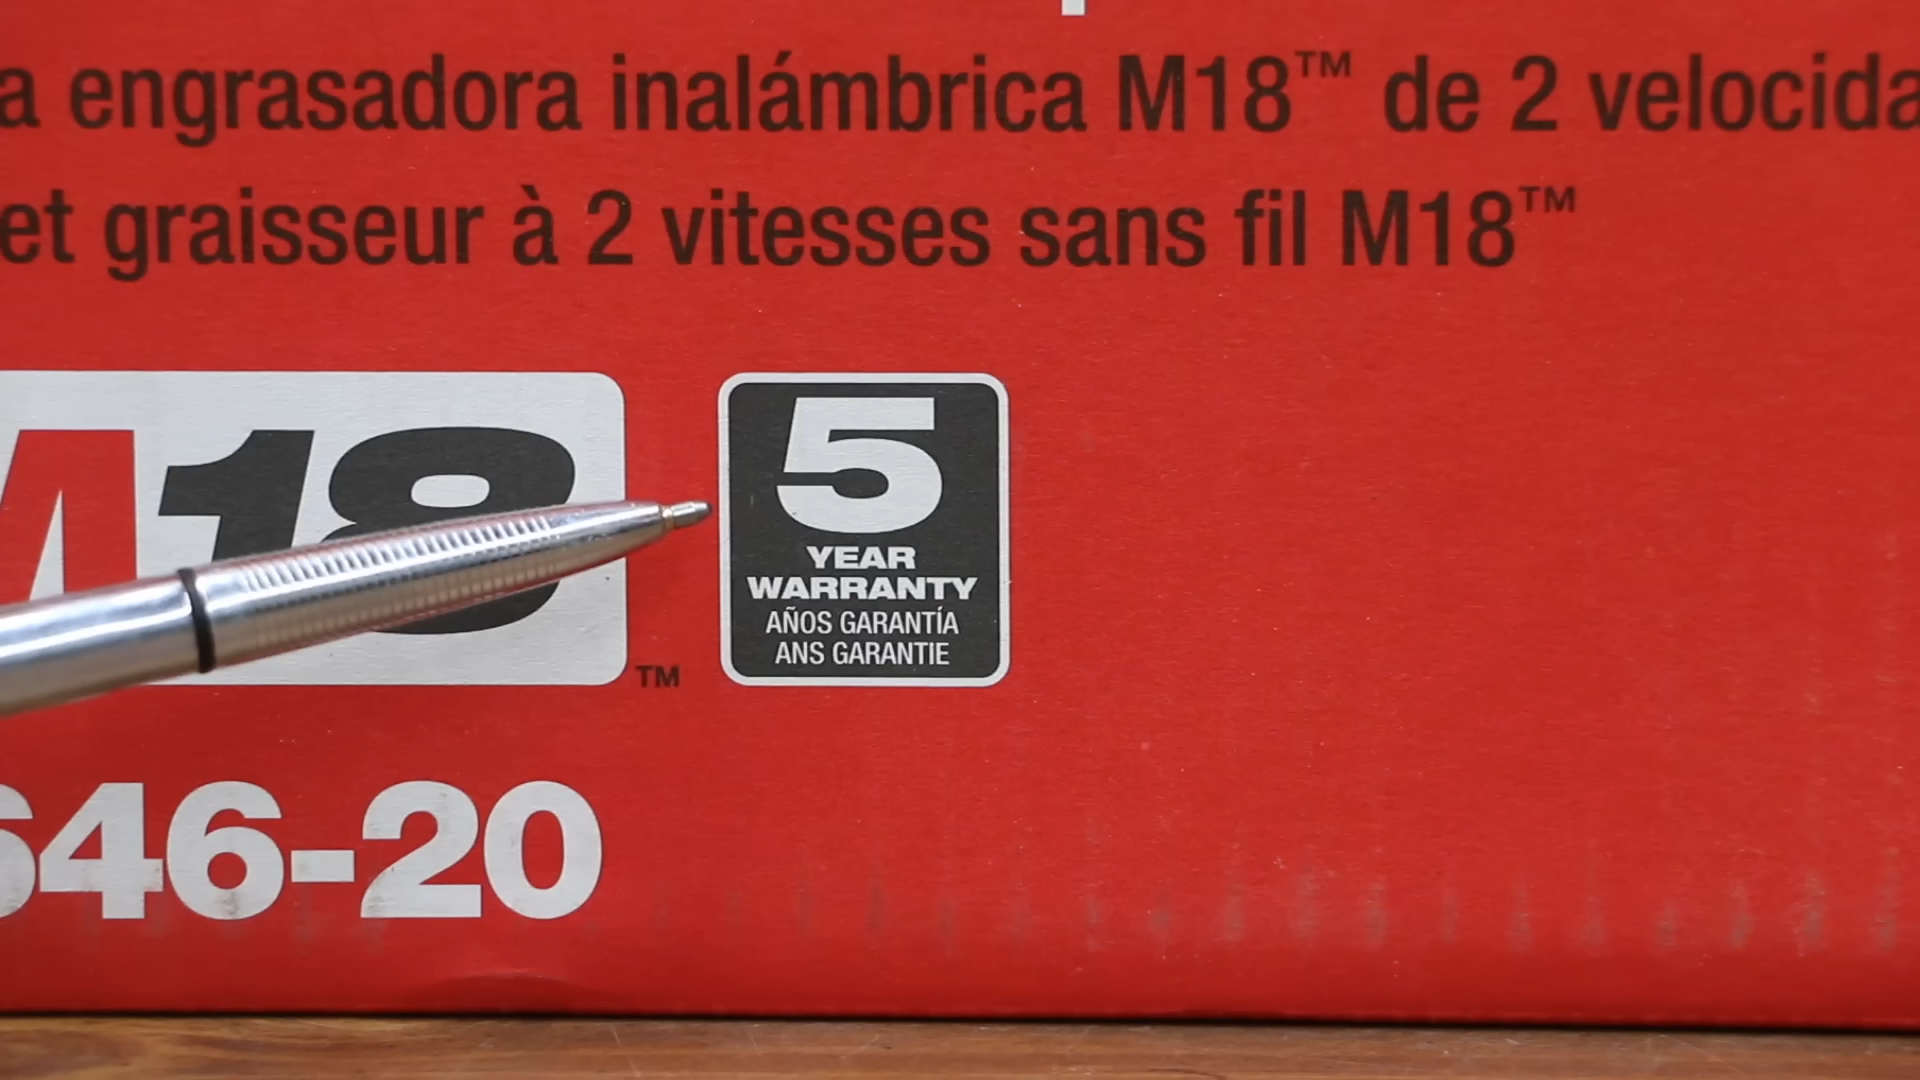 a engrasadora inalámbrica M18™ de 2 velocida
et graisseur à 2 vitesses sans fil M18™
M18™
5
YEAR
WARRANTY
AÑOS GARANTÍA
ANS GARANTIE
646-20